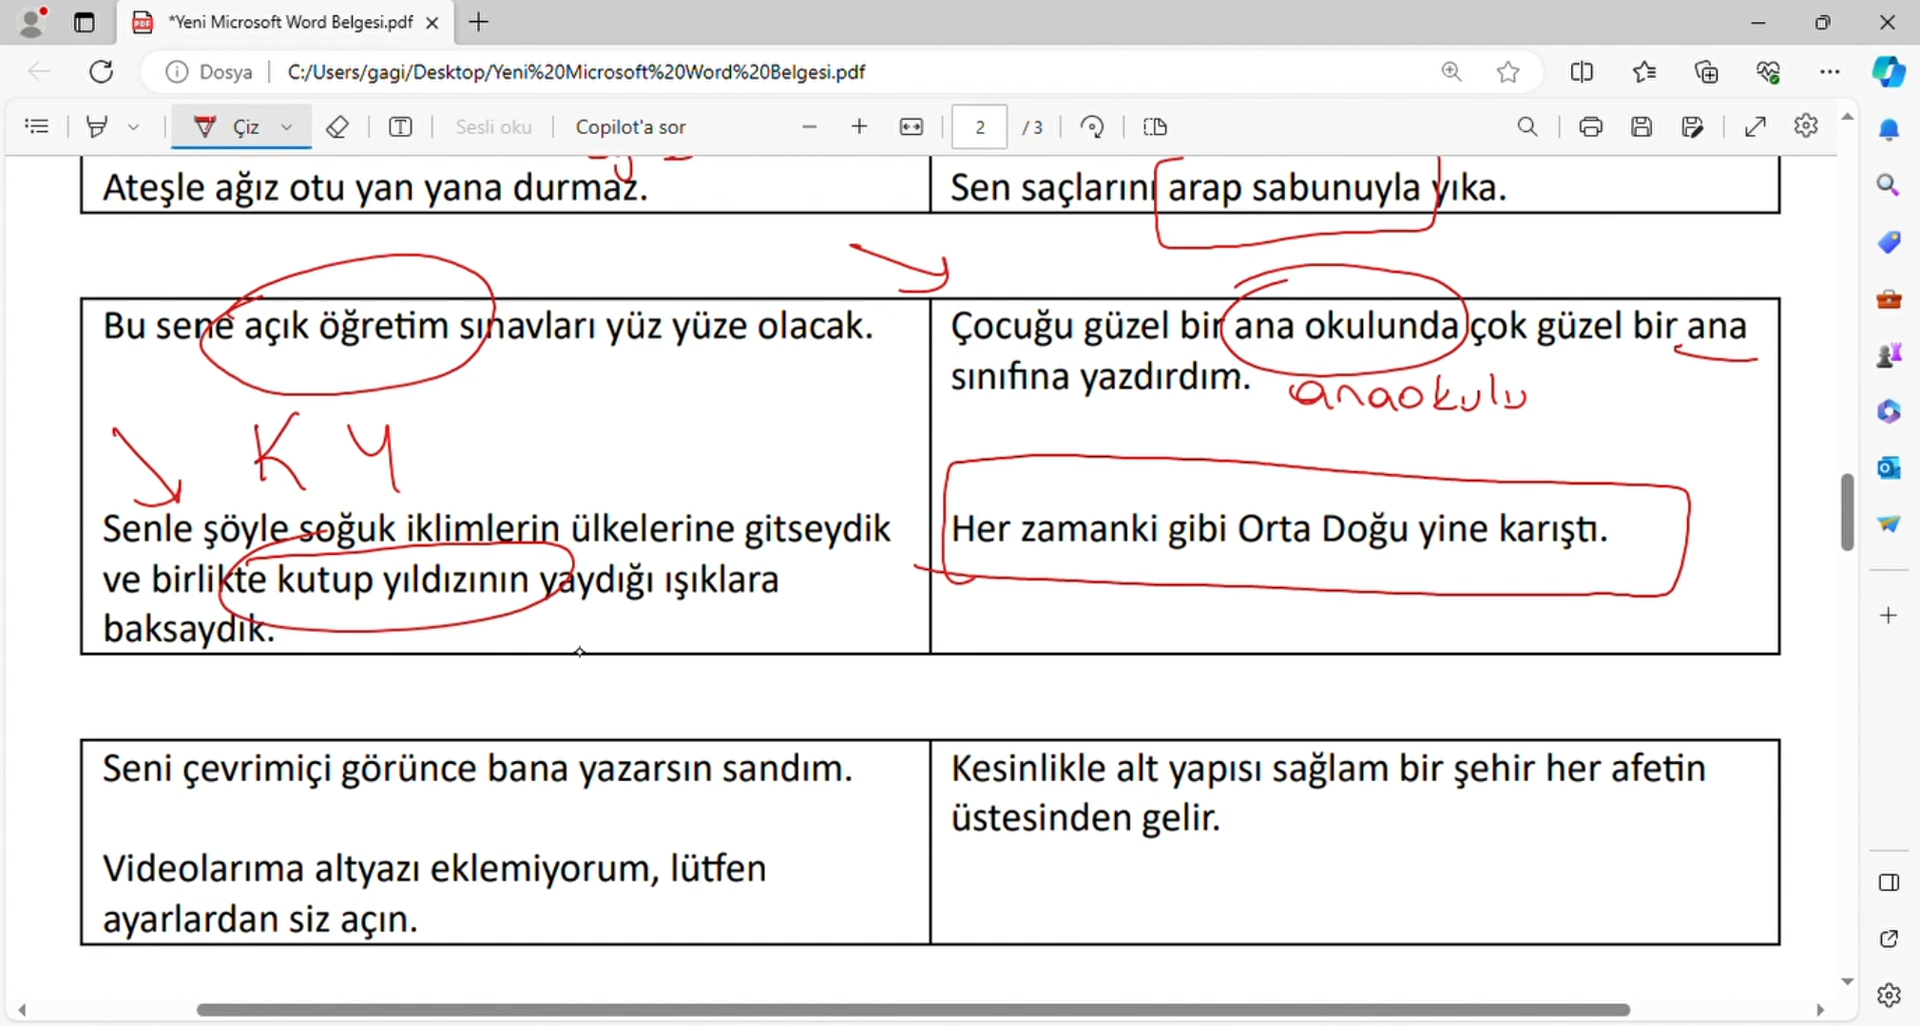 *Yeni Microsoft Word Belgesi.pdf
Dosya C:/Users/gagi/Desktop/Yeni%20Microsoft%20Word%20Belgesi.pdf
Çiz Sesli oku Copilot'a sor 2 / 3
Ateşle ağız otu yan yana durmaz.
Sen saçlarını arap sabunuyla yıka.
Bu sene açık öğretim sınavları yüz yüze olacak.
K Y
Senle şöyle soğuk iklimlerin ülkelerine gitseydik
ve birlikte kutup yıldızının yaydığı ışıklara
baksaydık.
Çocuğu güzel bir ana okulunda çok güzel bir ana
sınıfına yazdırdım.
anaokulu
Her zamanki gibi Orta Doğu yine karıştı.
Seni çevrimiçi görünce bana yazarsın sandım.
Videolarıma altyazı eklemiyorum, lütfen
ayarlardan siz açın.
Kesinlikle alt yapısı sağlam bir şehir her afetin
üstesinden gelir.